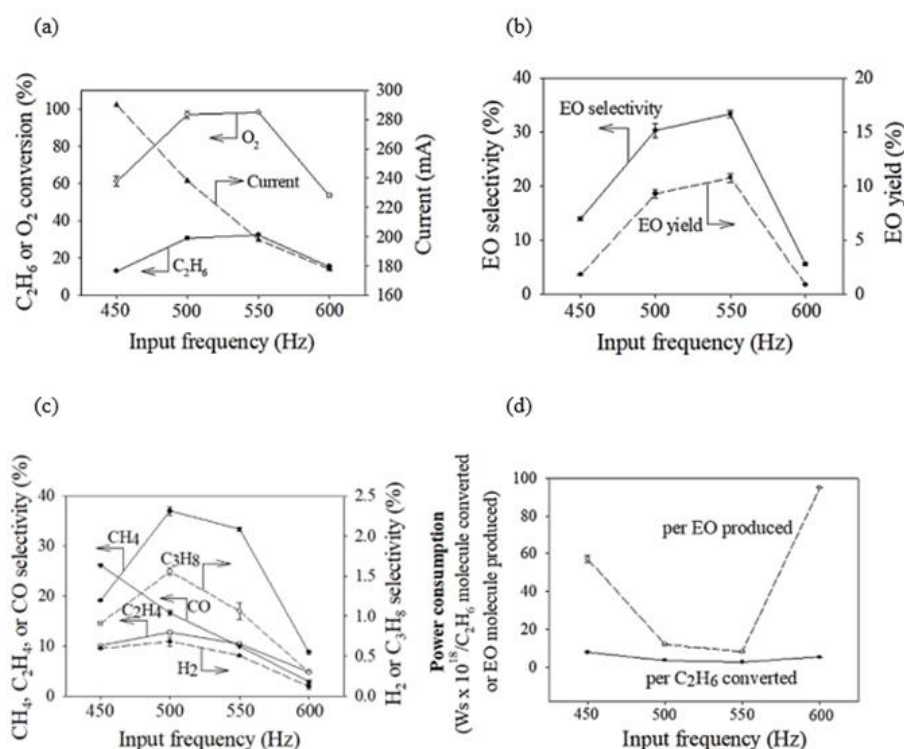 (a)
C₂H₆ or O₂ conversion (%)
100
80
60
40
20
0
O₂
Current
C₂H₆
300
280
260
240
220
200
180
160
Current (mA)
450 500 550 600
Input frequency (Hz)
(b)
EO selectivity (%)
40
30
20
10
0
EO selectivity
EO yield
20
15
10
5
0
EO yield (%)
450 500 550 600
Input frequency (Hz)
(c)
CH₄, C₂H₄, or CO selectivity (%)
40
30
20
10
0
CH4
C₃H₈
CO
C₂H₄
H₂
2.5
2.0
1.5
1.0
0.5
0.0
H₂ or C₃H₈ selectivity (%)
450 500 550 600
Input frequency (Hz)
(d)
Power consumption
(Ws x 10¹⁸/C₂H₆ molecule converted
or EO molecule produced)
100
80
60
40
20
0
per EO produced
per C₂H₆ converted
450 500 550 600
Input frequency (Hz)